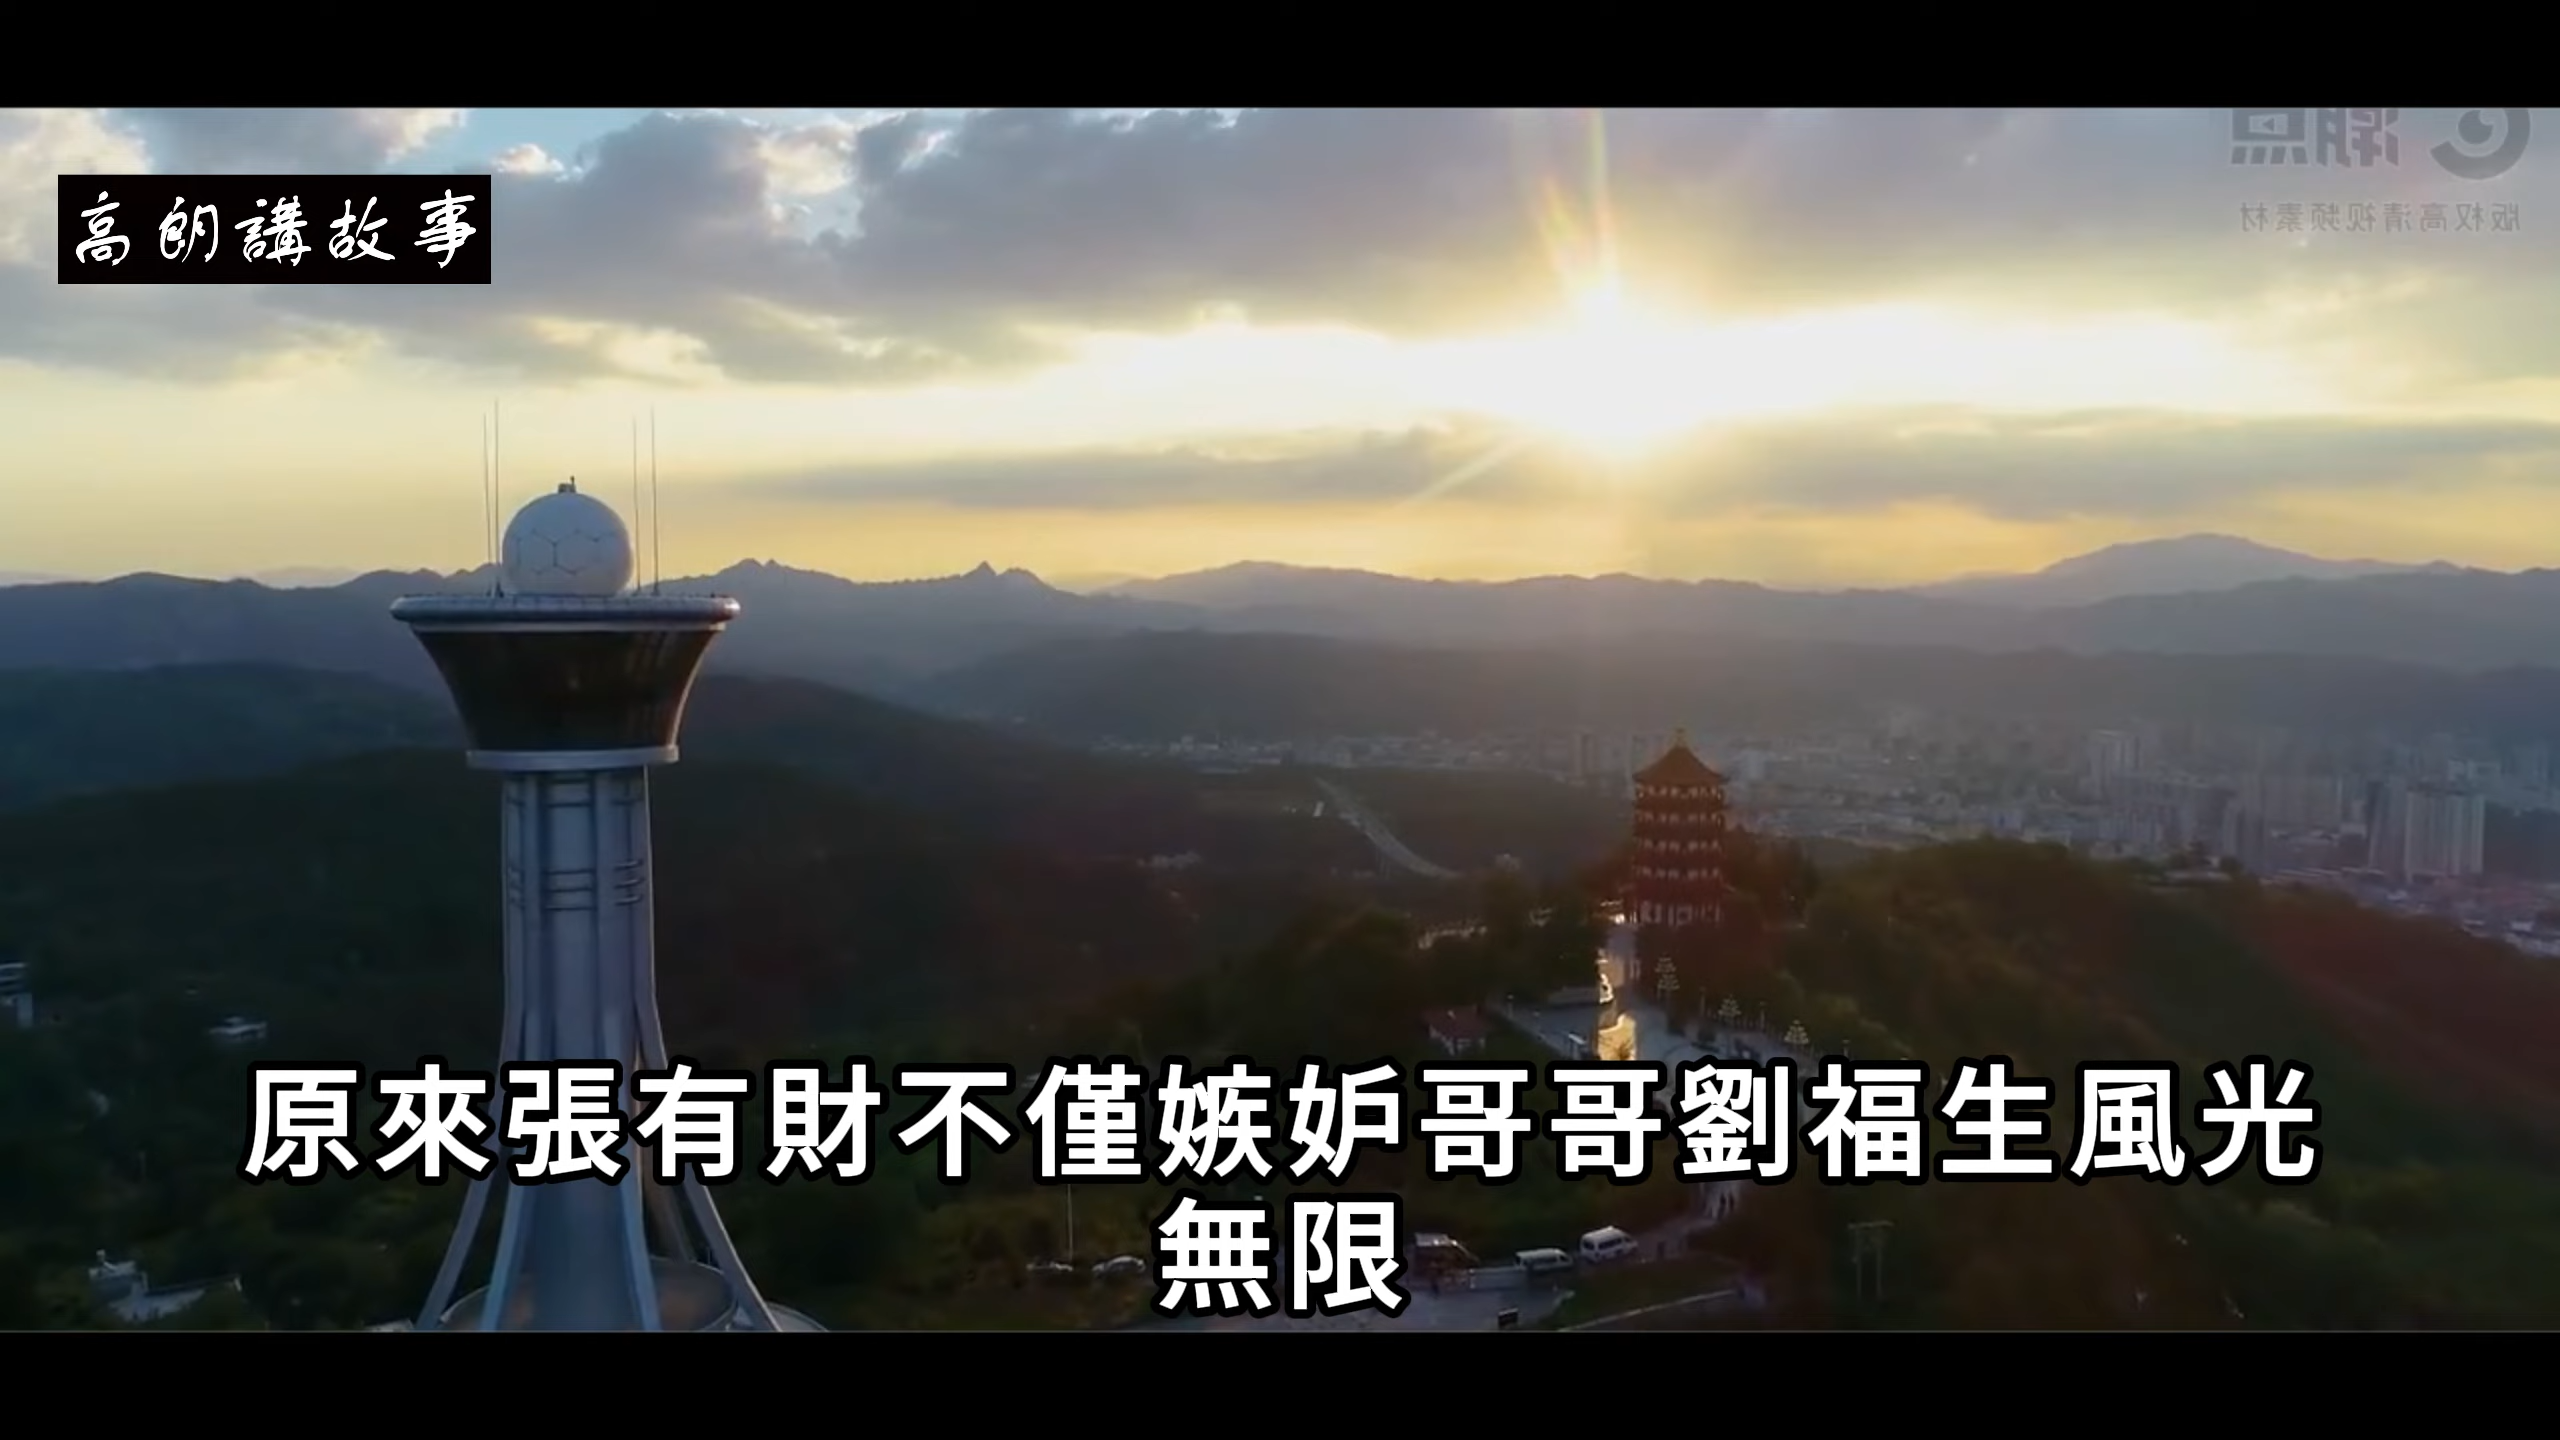 高朗講故事
版权高清视频素材
原來張有財不僅嫉妒哥哥劉福生風光
無限